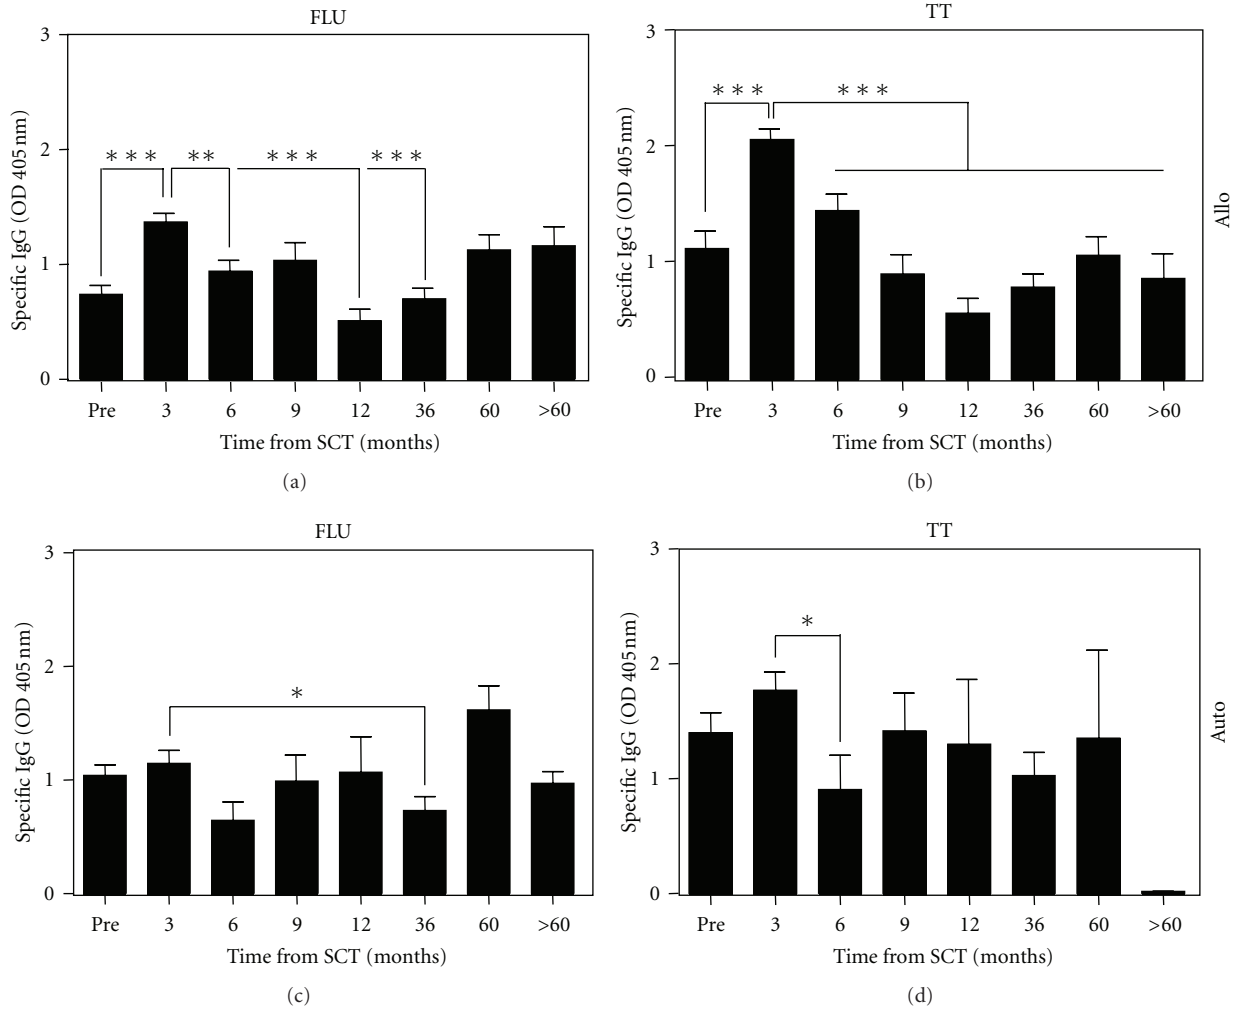 FLU
3
2
1
0
Specific IgG (OD 405 nm)
*** ** *** ***
Pre 3 6 9 12 36 60 >60
Time from SCT (months)
(a)
TT
3
2
1
0
Specific IgG (OD 405 nm)
*** ***
Pre 3 6 9 12 36 60 >60
Time from SCT (months)
(b)
Allo
FLU
3
2
1
0
Specific IgG (OD 405 nm)
*
Pre 3 6 9 12 36 60 >60
Time from SCT (months)
(c)
TT
3
2
1
0
Specific IgG (OD 405 nm)
*
Pre 3 6 9 12 36 60 >60
Time from SCT (months)
(d)
Auto